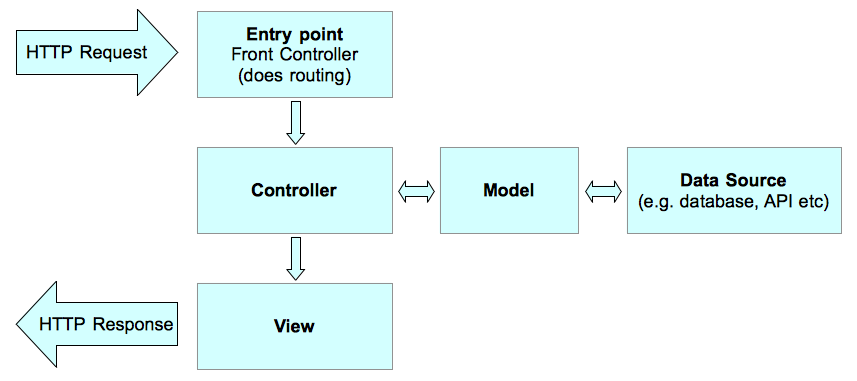 HTTP Request
Entry point
Front Controller
(does routing)
Controller
Model
Data Source
(e.g. database, API etc)
HTTP Response
View